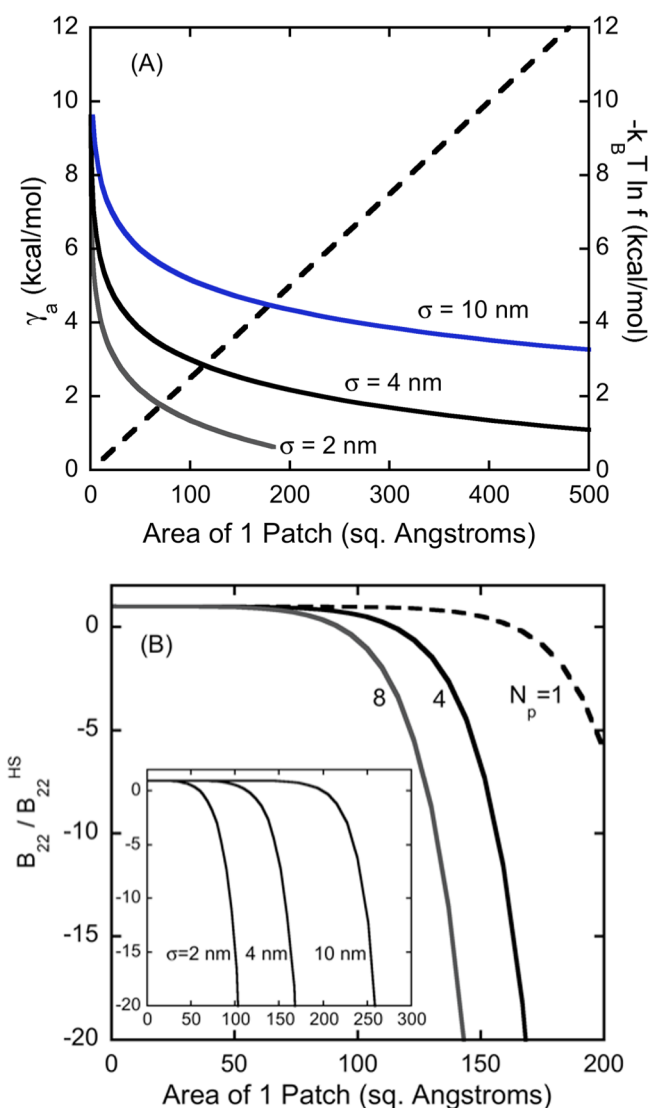 12
10
8
6
4
2
0
12
10
8
6
4
2
0
(A)
γa (kcal/mol)
-kBT ln f (kcal/mol)
σ = 10 nm
σ = 4 nm
σ = 2 nm
0 100 200 300 400 500
Area of 1 Patch (sq. Angstroms)
0
-5
-10
-15
-20
(B)
B22 / B22HS
8
4
Np=1
0
-5
-10
-15
-20
σ=2 nm
4 nm
10 nm
0 50 100 150 200 250 300
0 50 100 150 200
Area of 1 Patch (sq. Angstroms)